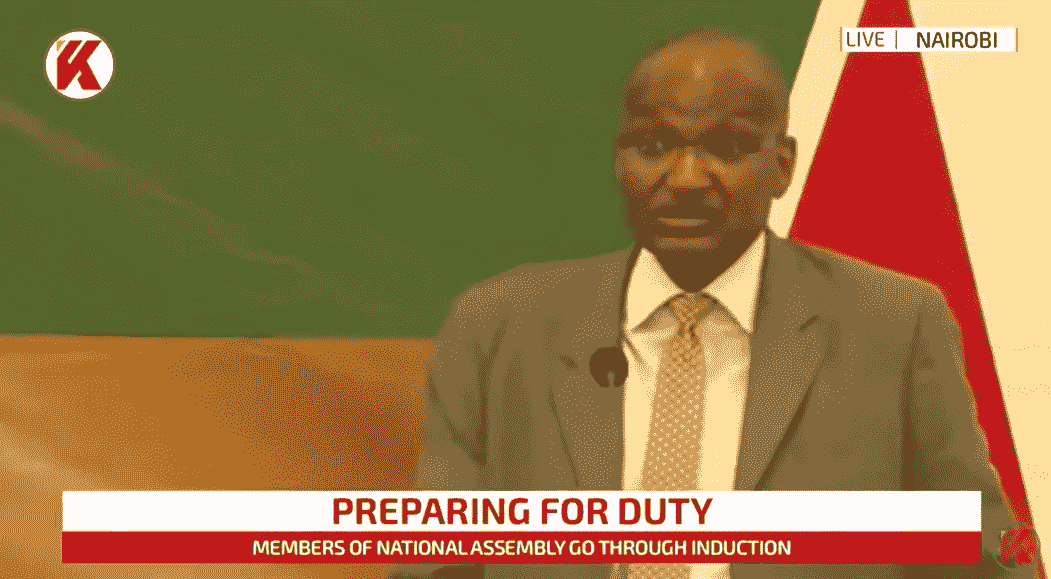 K
LIVE | NAIROBI
PREPARING FOR DUTY
MEMBERS OF NATIONAL ASSEMBLY GO THROUGH INDUCTION
K